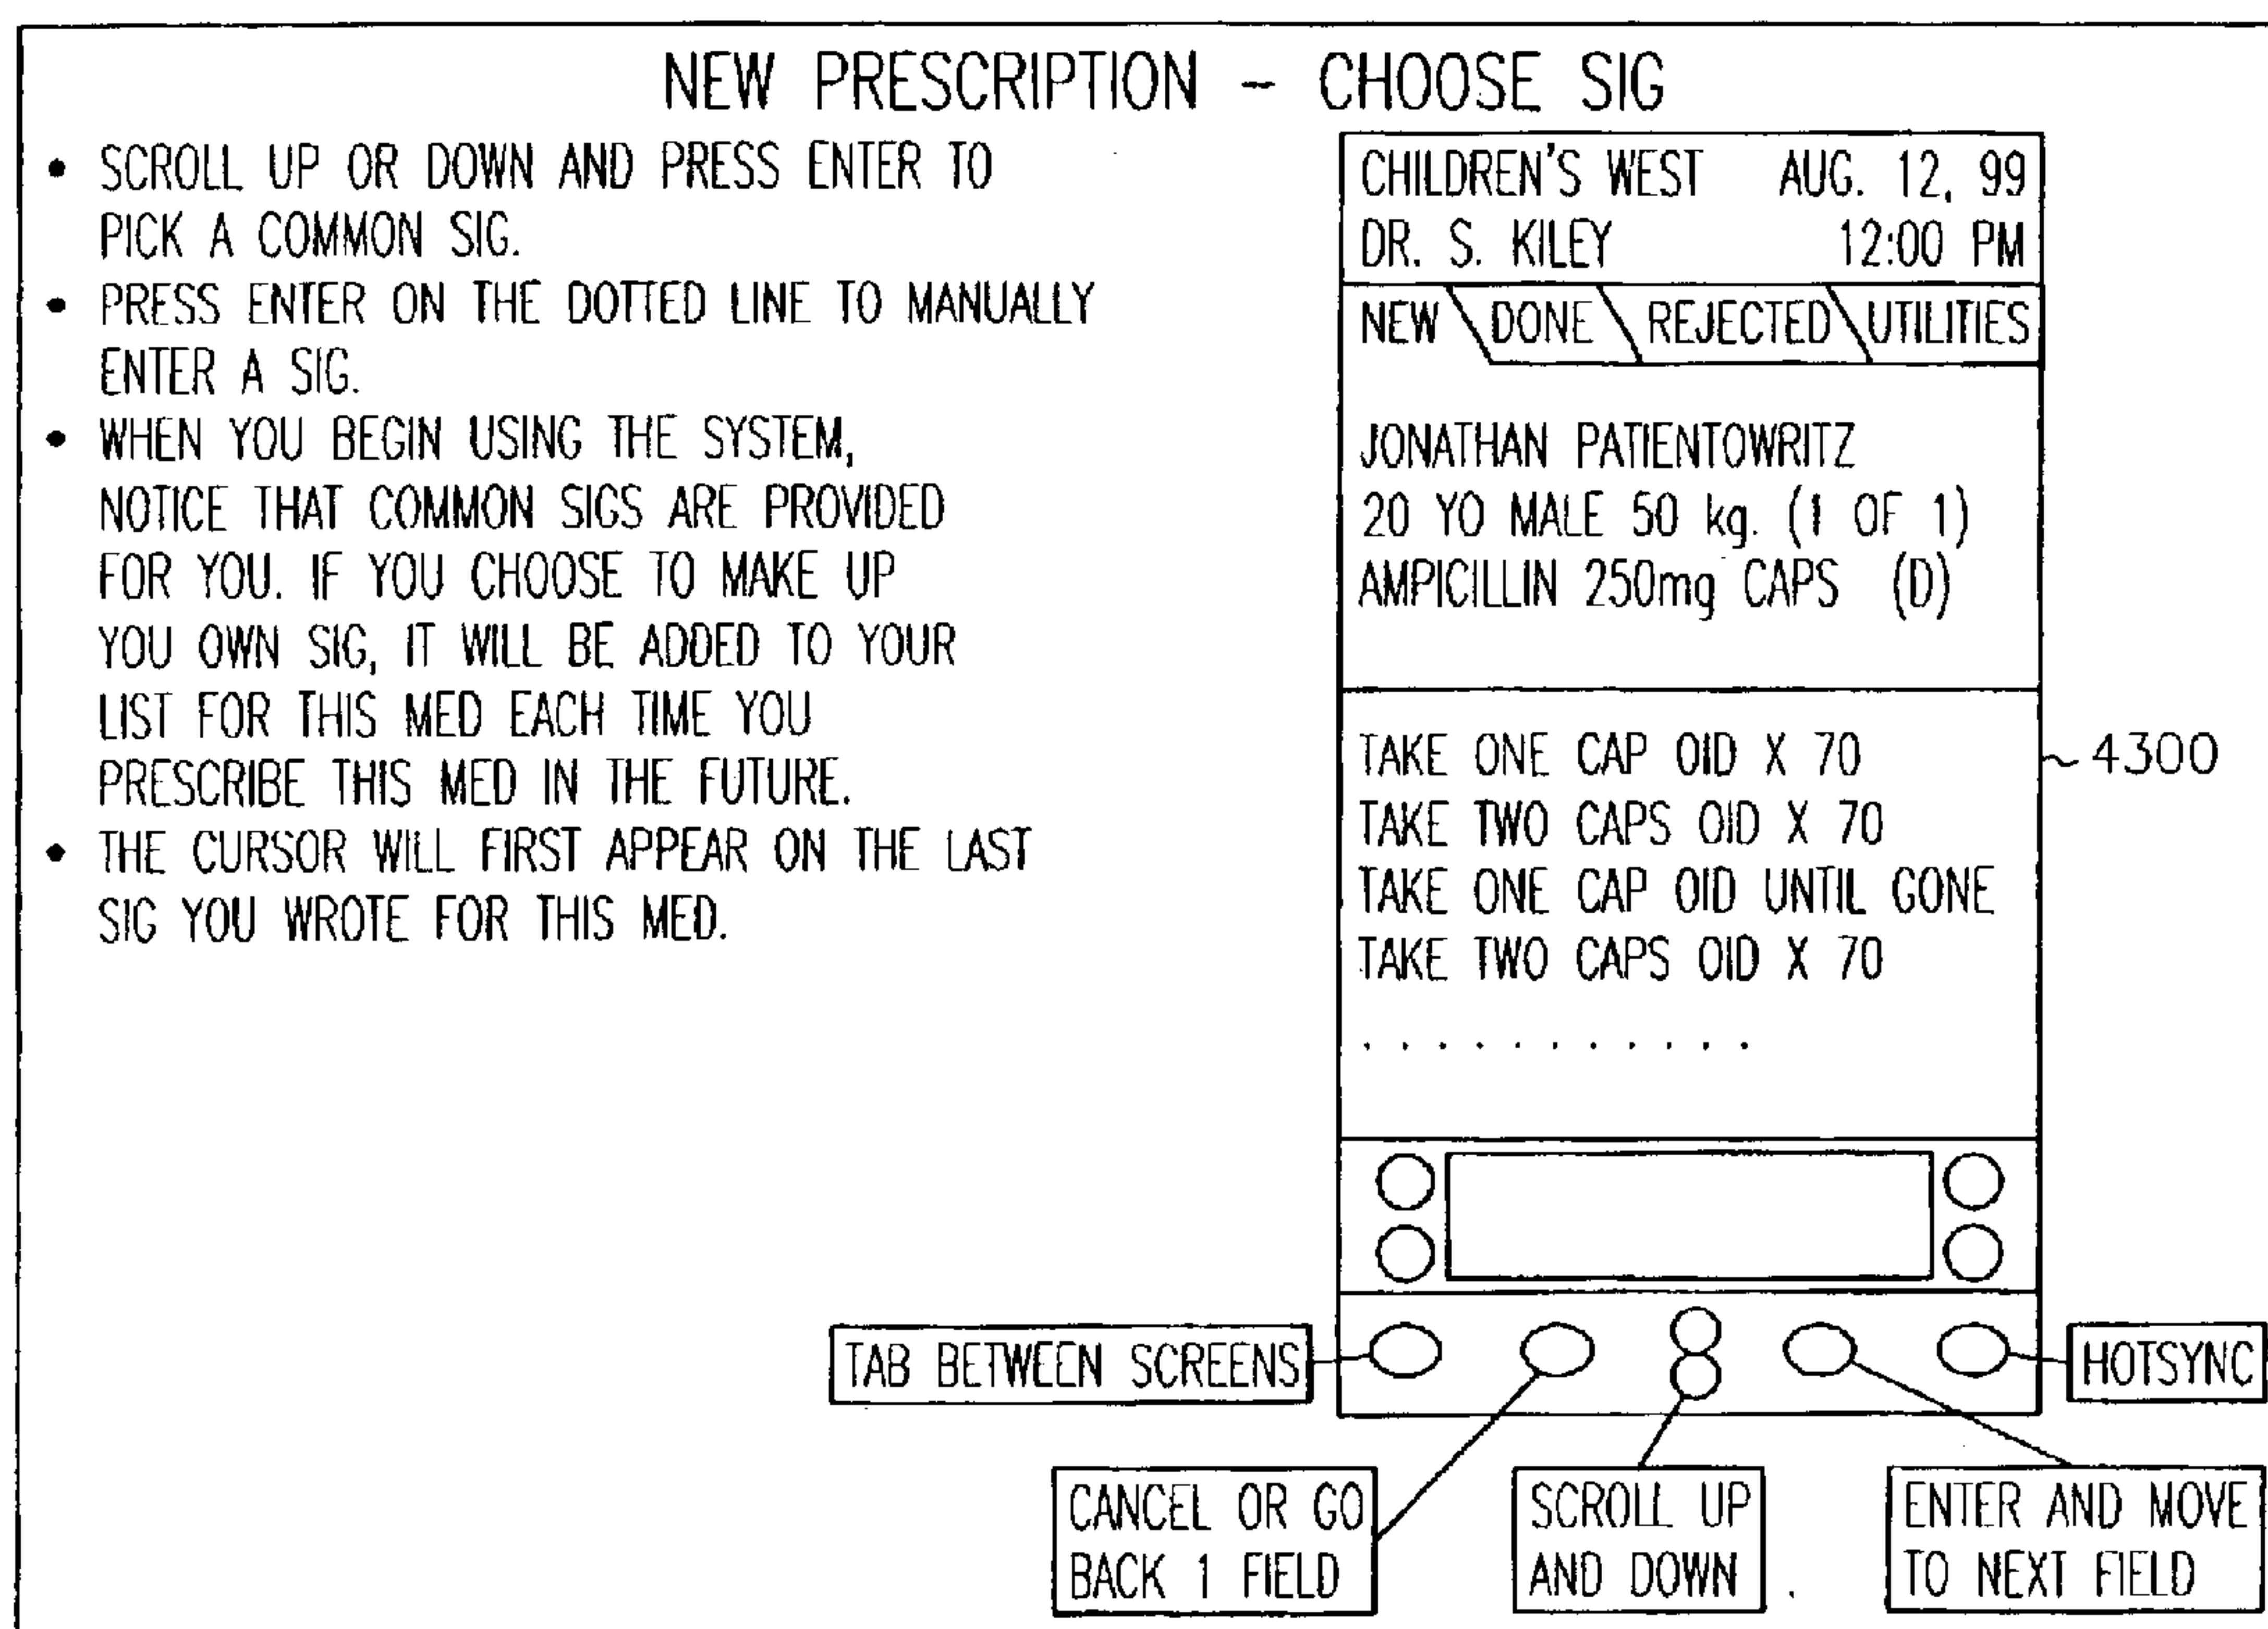 NEW PRESCRIPTION – CHOOSE SIG
• SCROLL UP OR DOWN AND PRESS ENTER TO
PICK A COMMON SIG.
• PRESS ENTER ON THE DOTTED LINE TO MANUALLY
ENTER A SIG.
• WHEN YOU BEGIN USING THE SYSTEM,
NOTICE THAT COMMON SIGS ARE PROVIDED
FOR YOU. IF YOU CHOOSE TO MAKE UP
YOU OWN SIG, IT WILL BE ADDED TO YOUR
LIST FOR THIS MED EACH TIME YOU
PRESCRIBE THIS MED IN THE FUTURE.
• THE CURSOR WILL FIRST APPEAR ON THE LAST
SIG YOU WROTE FOR THIS MED.
CHILDREN'S WEST AUG. 12, 99
DR. S. KILEY 12:00 PM
NEW DONE REJECTED UTILITIES
JONATHAN PATIENTOWRITZ
20 YO MALE 50 kg. (1 OF 1)
AMPICILLIN 250mg CAPS (D)
TAKE ONE CAP OID X 70
TAKE TWO CAPS OID X 70
TAKE ONE CAP OID UNTIL GONE
TAKE TWO CAPS OID X 70
. . . . . . . . . . .
4300
TAB BETWEEN SCREENS
HOTSYNC
CANCEL OR GO
BACK 1 FIELD
SCROLL UP
AND DOWN
ENTER AND MOVE
TO NEXT FIELD